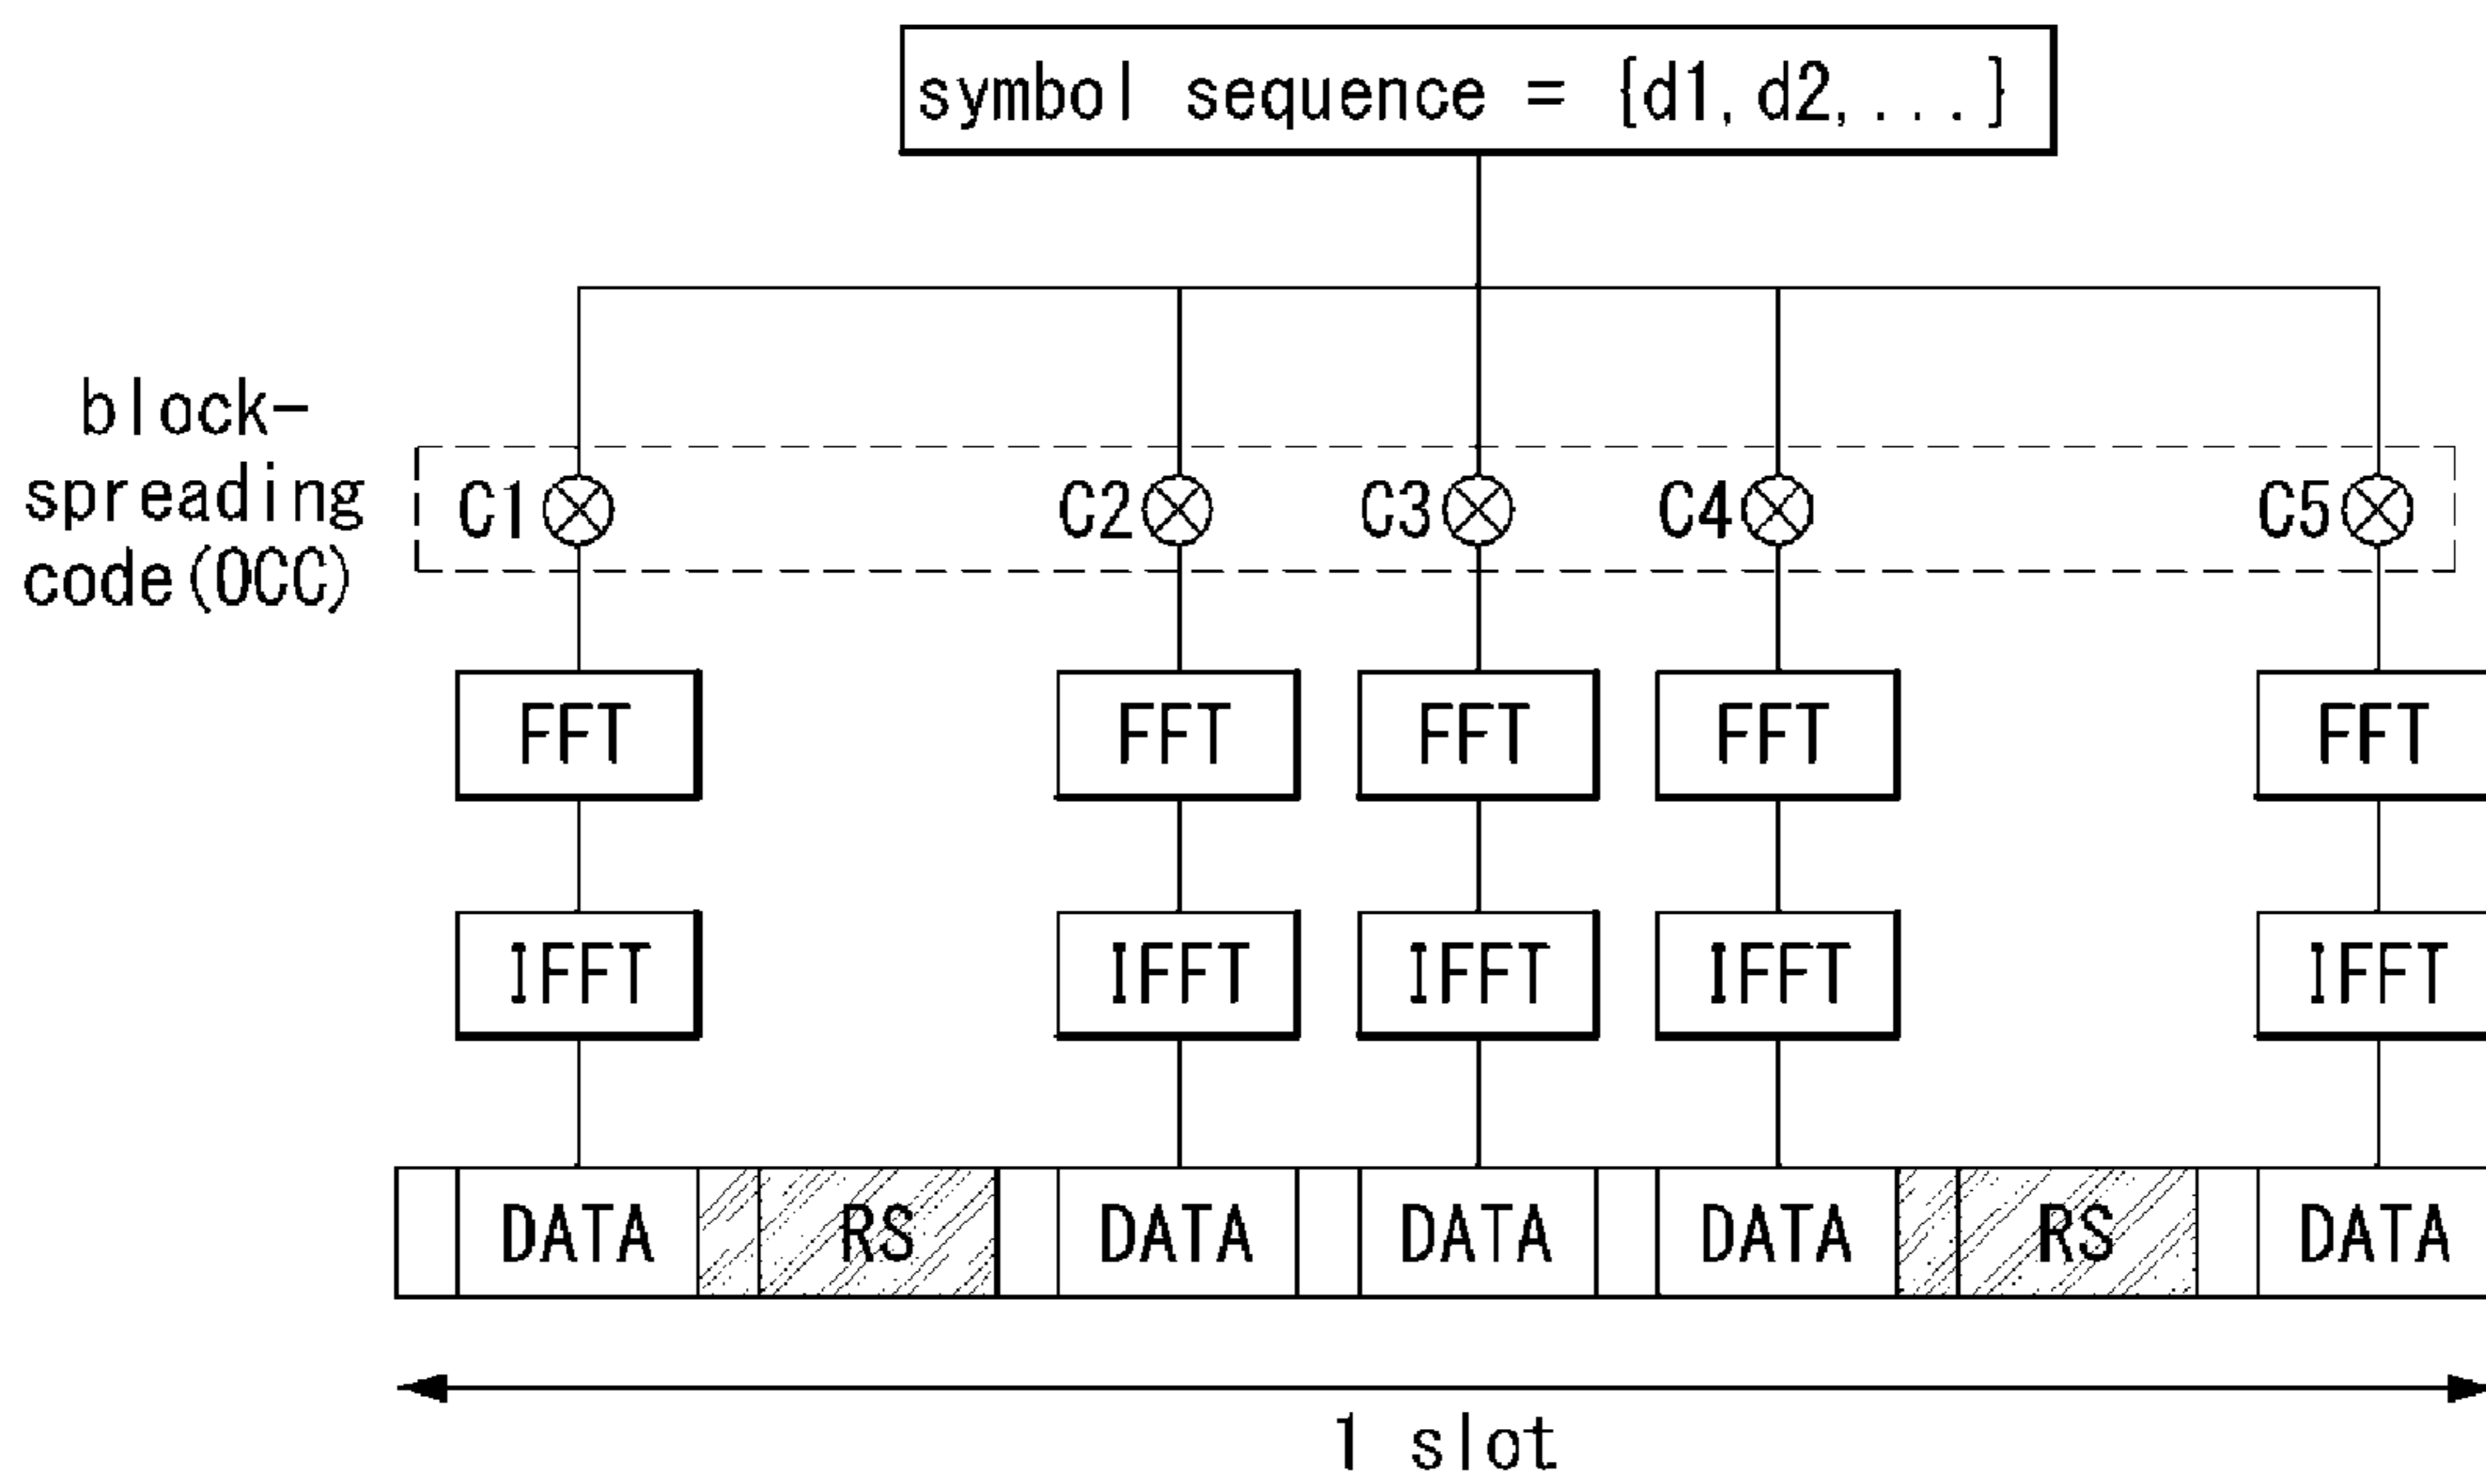 symbol sequence = {d1, d2, . . . }
block-
spreading
code(OCC)
C1 C2 C3 C4 C5
FFT FFT FFT FFT FFT
IFFT IFFT IFFT IFFT IFFT
DATA RS DATA DATA DATA RS DATA
1 slot